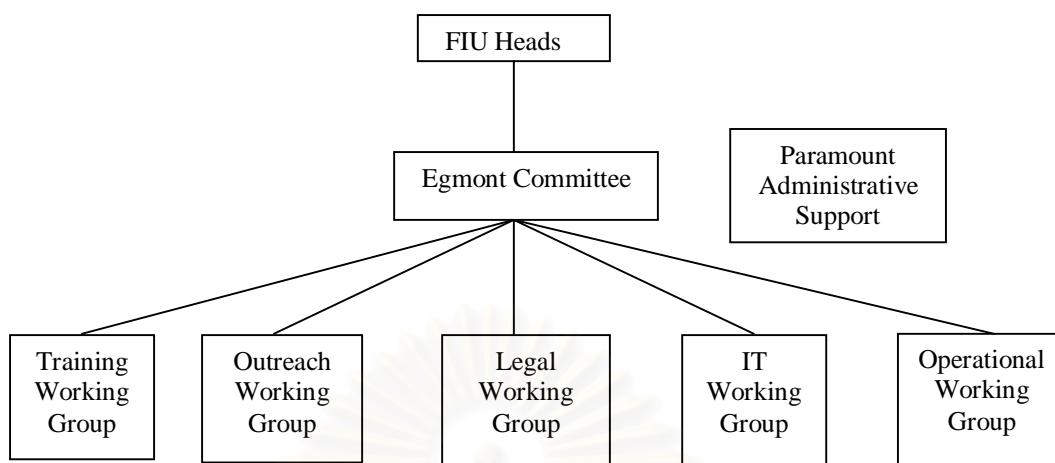 FIU Heads
Egmont Committee
Paramount
Administrative
Support
Training
Working
Group
Outreach
Working
Group
Legal
Working
Group
IT
Working
Group
Operational
Working
Group